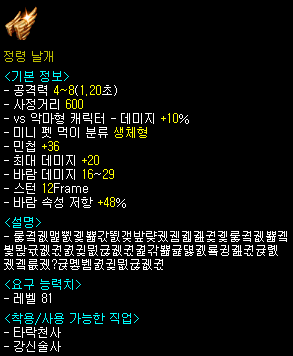 정령 날개
<기본 정보>
- 공격력 4~8(1.20초)
- 사정거리 600
- vs 악마형 캐릭터 - 데미지 +10%
- 미니 펫 먹이 분류 생체형
- 민첩 +36
- 최대 데미지 +20
- 바람 데미지 16~29
- 스턴 12Frame
- 바람 속성 저항 +48%
<설명>
<요구 능력치>
- 레벨 81
<착용/사용 가능한 직업>
- 타락천사
- 강신술사